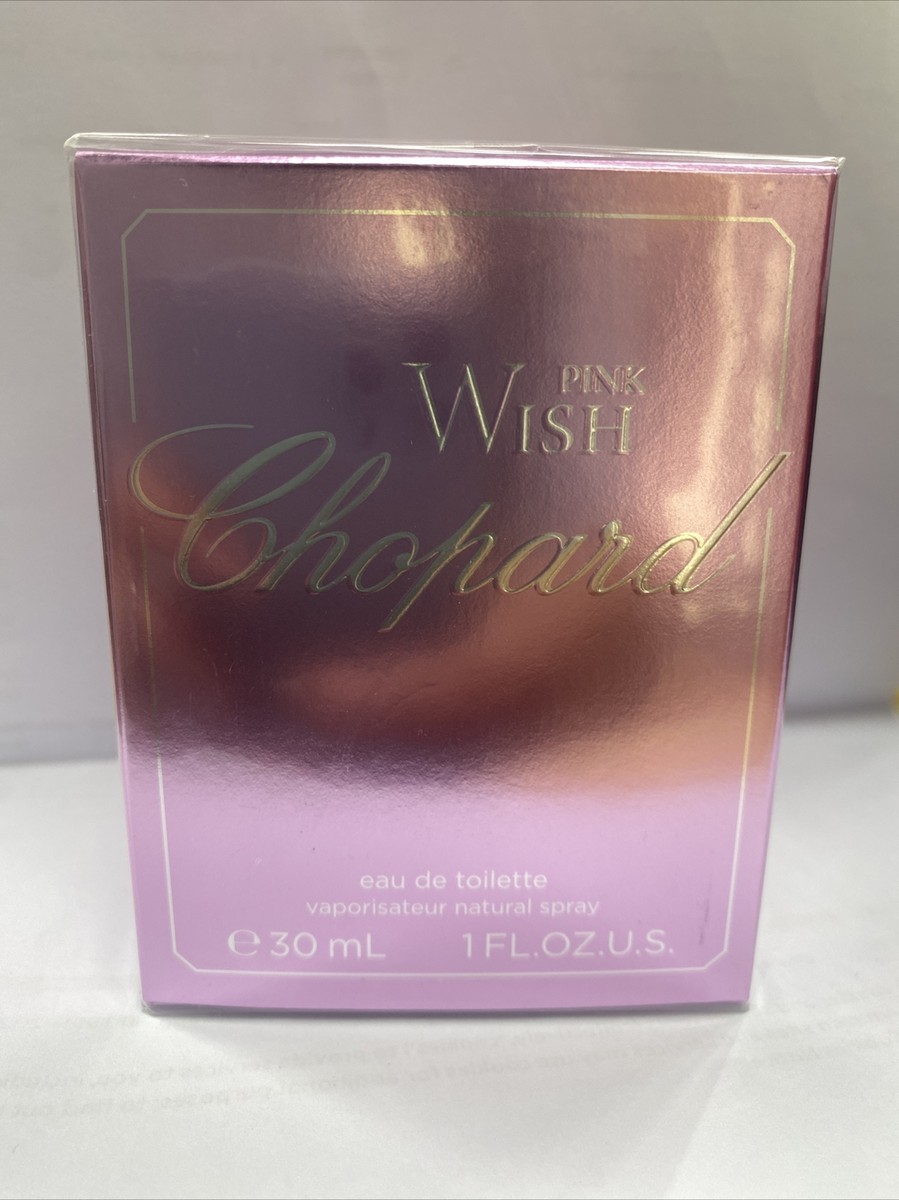 PINK
WISH
Chopard
eau de toilette
vaporisateur natural spray
℮ 30 mL 1 FL.OZ.U.S.